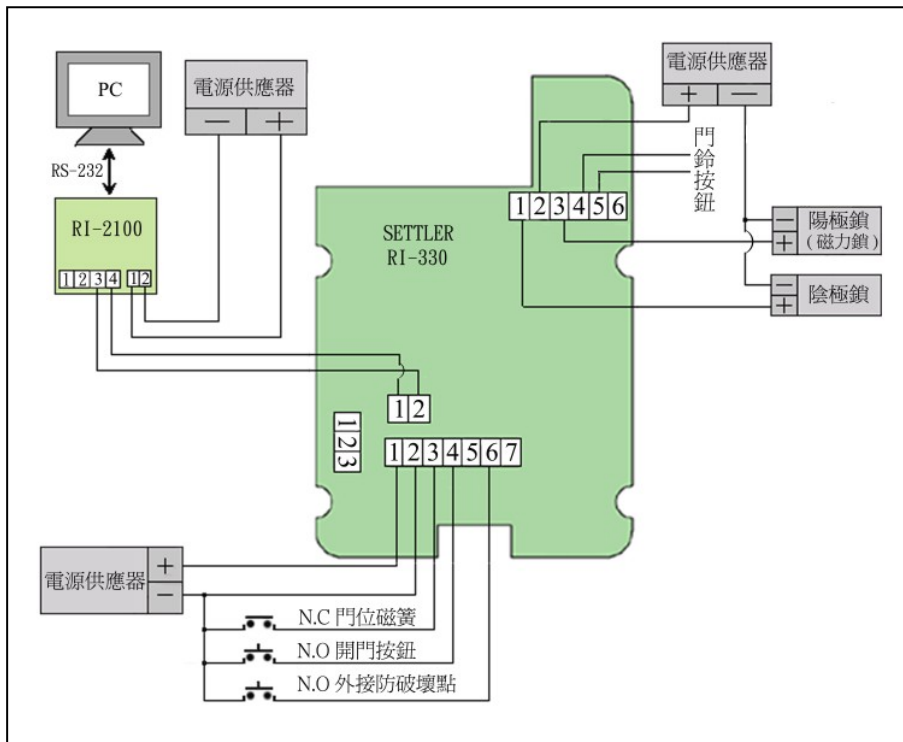 PC
RS-232
電源供應器
－ ＋
RI-2100
1 2 3 4 1 2
SETTLER
RI-330
電源供應器
＋ －
門鈴按鈕
1 2 3 4 5 6
－ 陽極鎖
＋ (磁力鎖)
－ 陰極鎖
＋
1 2
1 2 3
1 2 3 4 5 6 7
電源供應器
＋
－
N.C 門位磁簧
N.O 開門按鈕
N.O 外接防破壞點